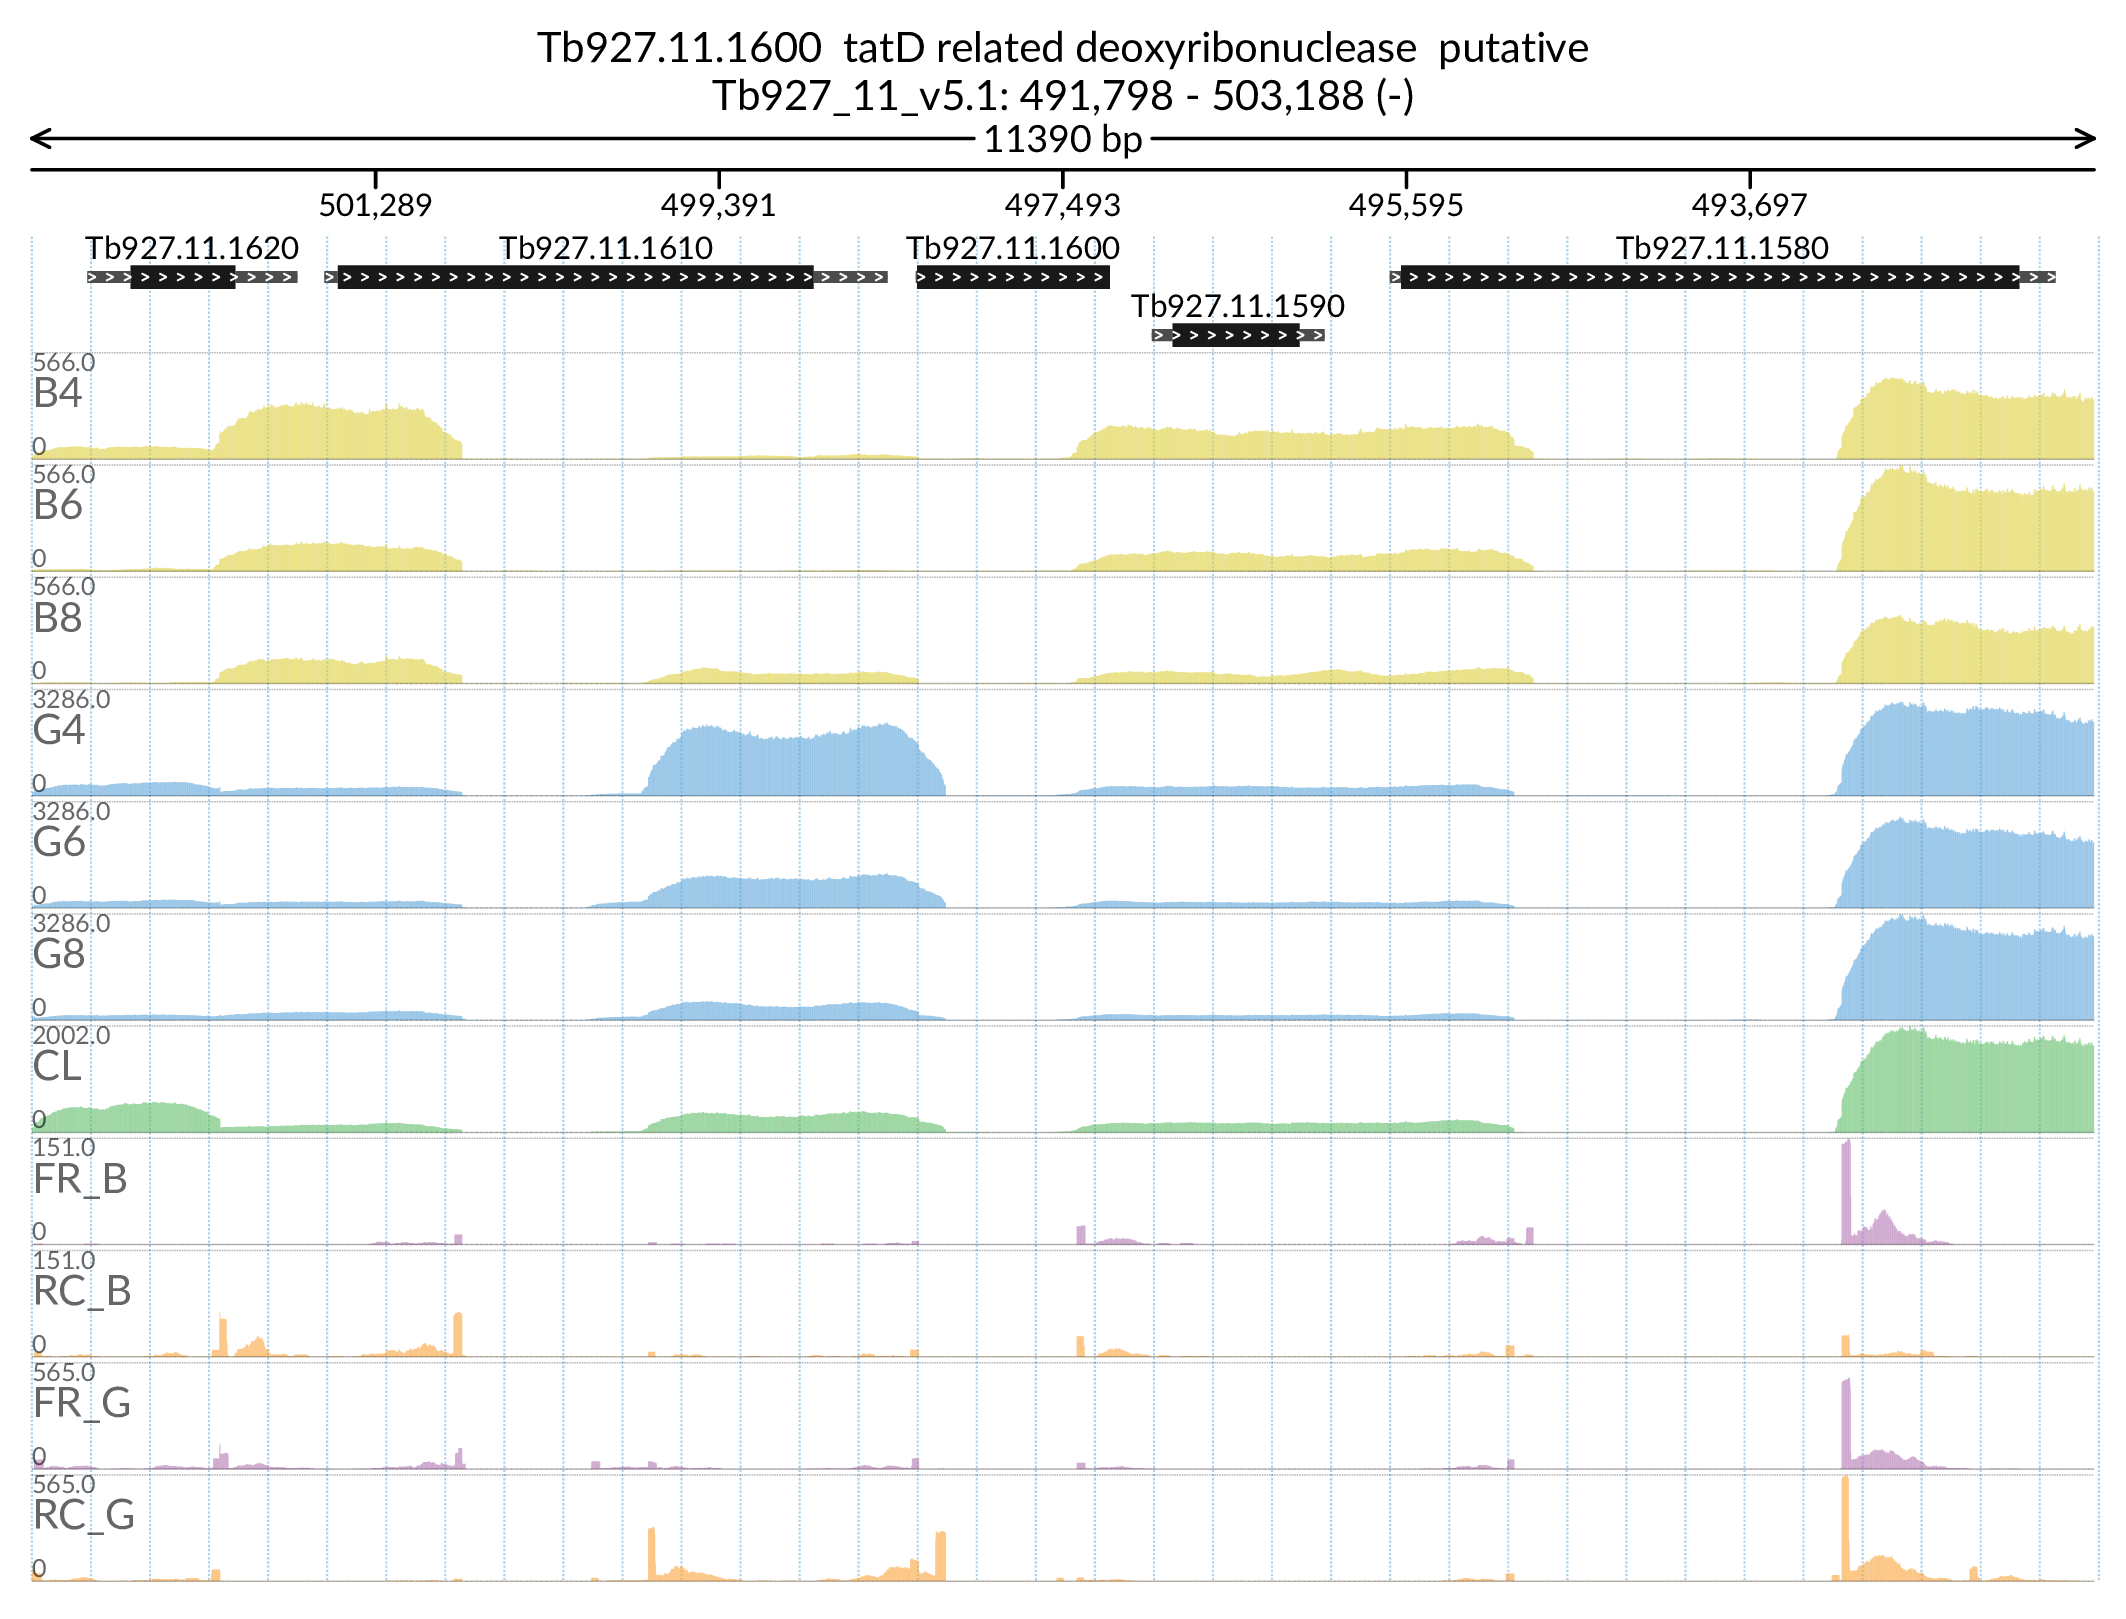 Tb927.11.1600  tatD related deoxyribonuclease  putative
Tb927_11_v5.1: 491,798 - 503,188 (-)
11390 bp
501,289 499,391 497,493 495,595 493,697
Tb927.11.1620 Tb927.11.1610 Tb927.11.1600 Tb927.11.1580
Tb927.11.1590
566.0
B4
0
566.0
B6
0
566.0
B8
0
3286.0
G4
0
3286.0
G6
0
3286.0
G8
0
2002.0
CL
0
151.0
FR_B
0
151.0
RC_B
0
565.0
FR_G
0
565.0
RC_G
0